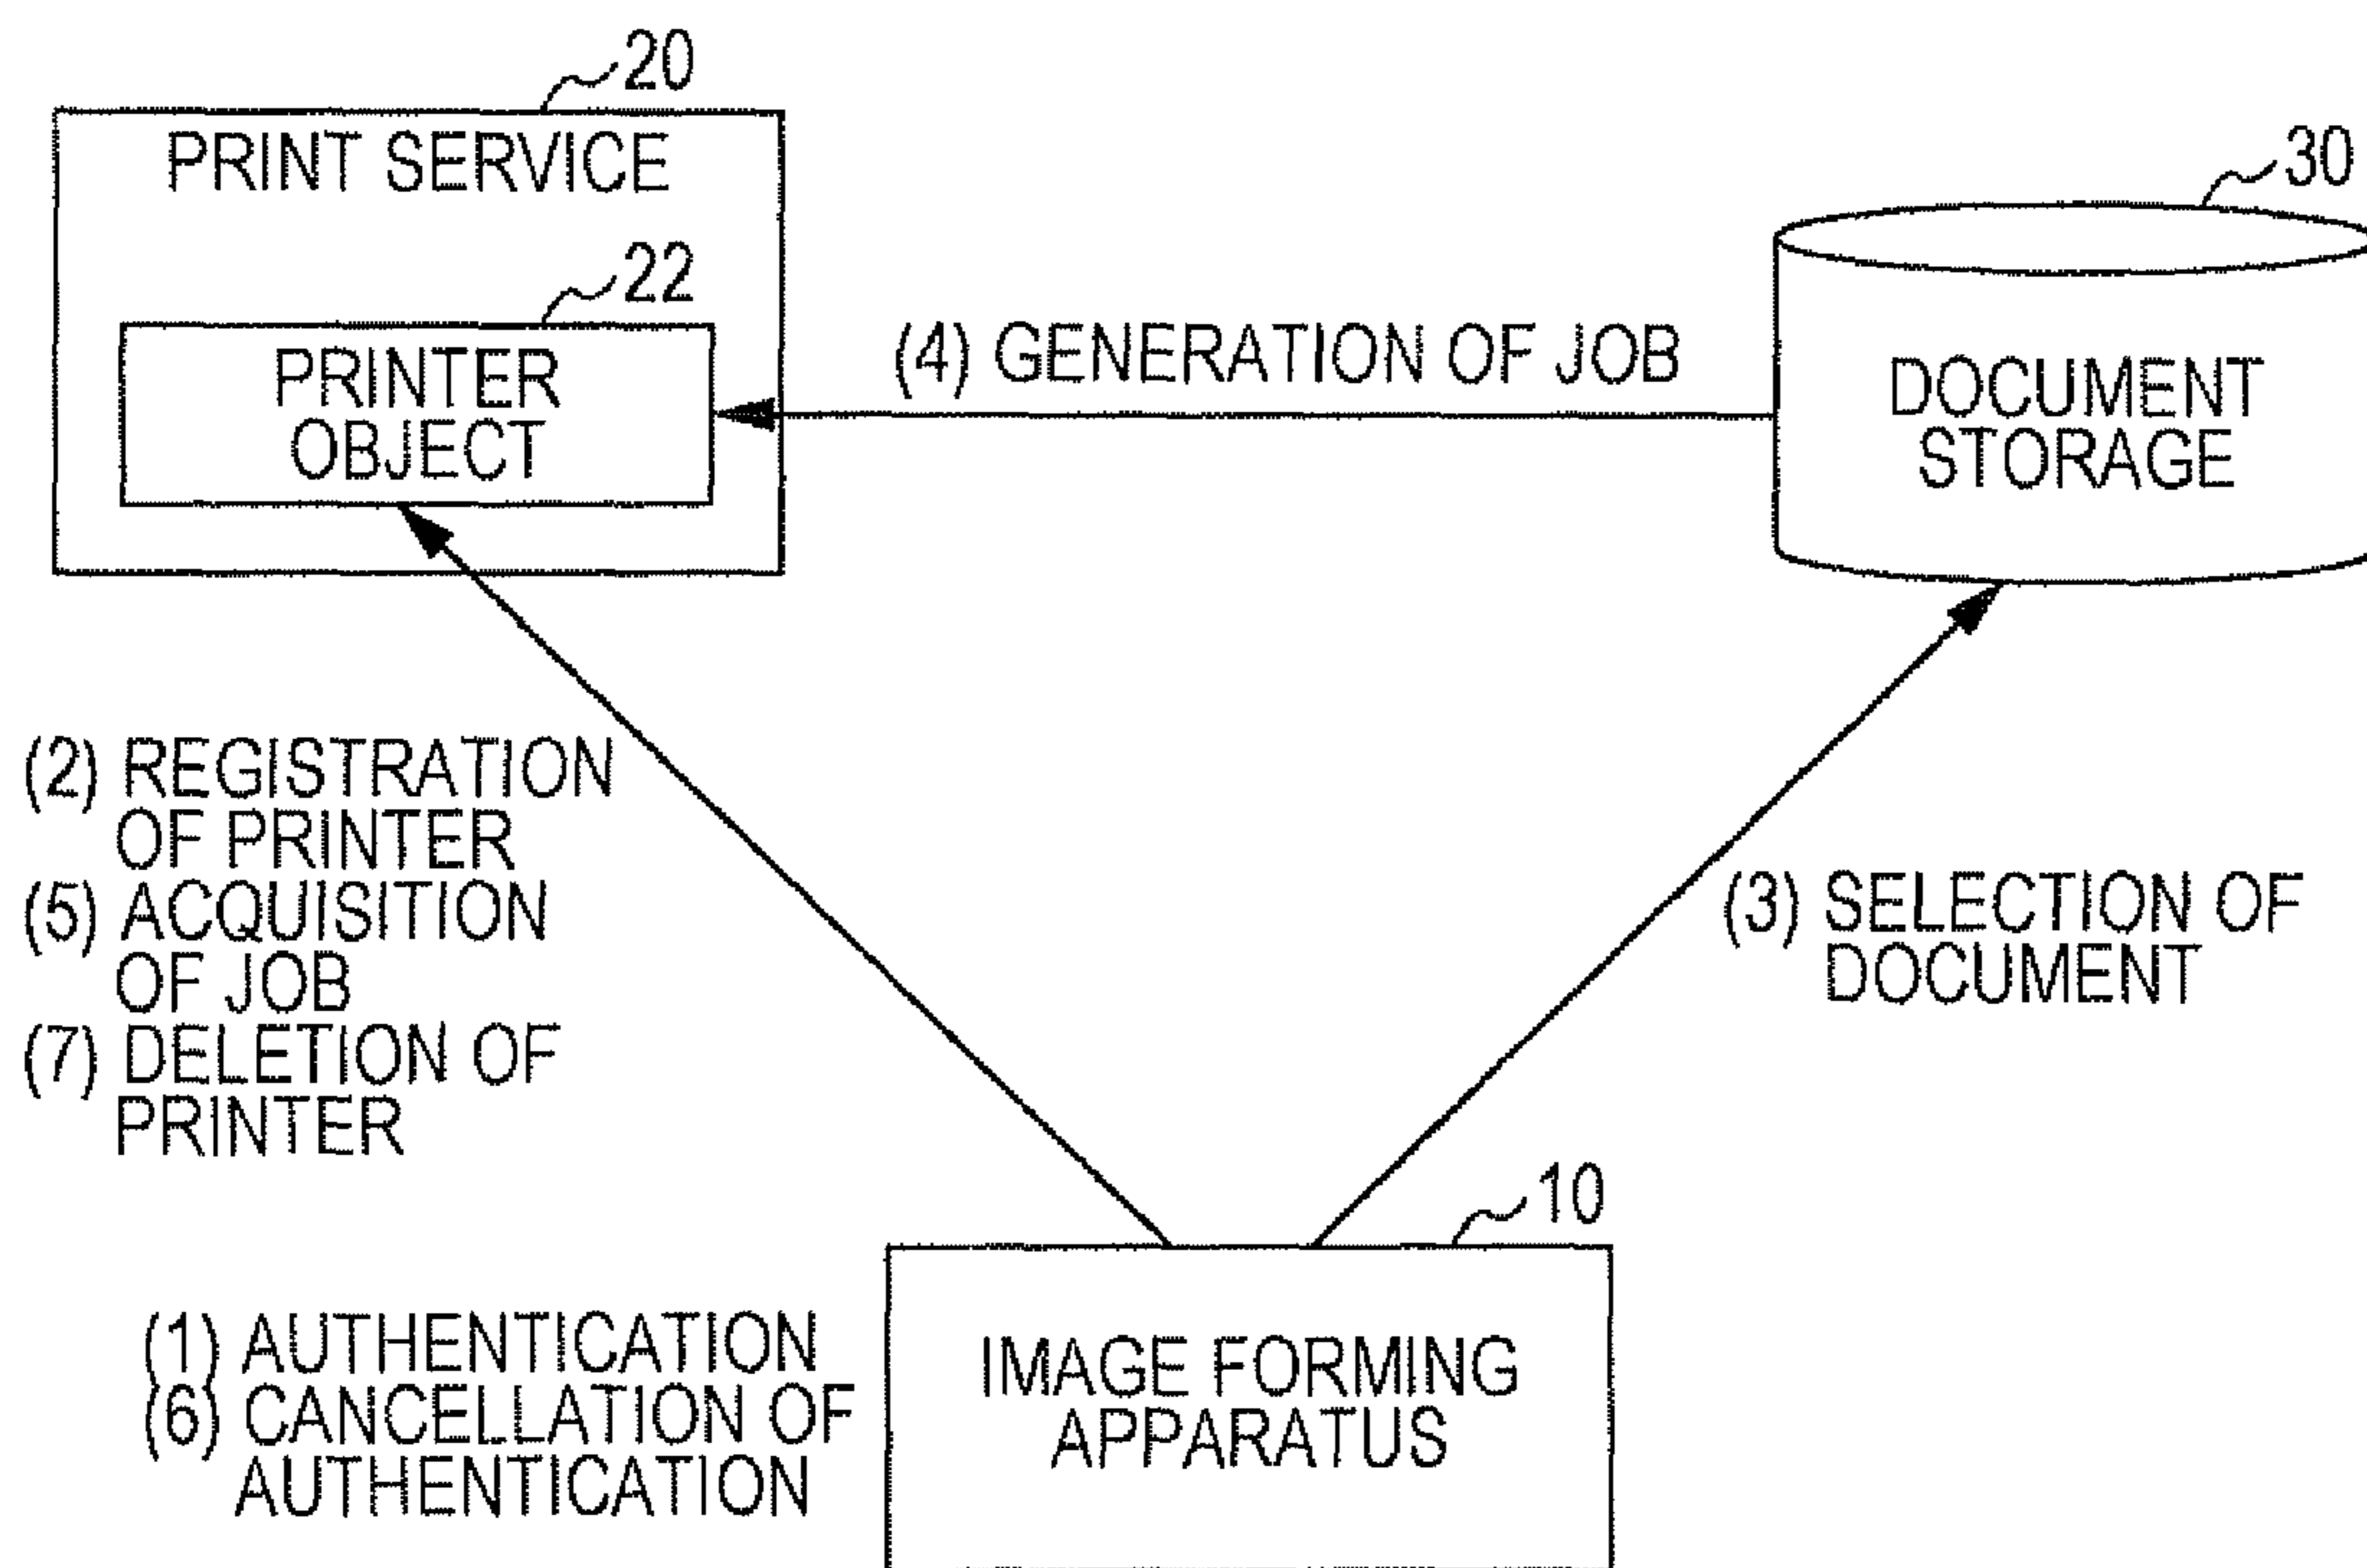 20
PRINT SERVICE
22
PRINTER
OBJECT
30
DOCUMENT
STORAGE
(4) GENERATION OF JOB
(2) REGISTRATION
OF PRINTER
(5) ACQUISITION
OF JOB
(7) DELETION OF
PRINTER
(3) SELECTION OF
DOCUMENT
10
IMAGE FORMING
APPARATUS
(1) AUTHENTICATION
(6) CANCELLATION OF
AUTHENTICATION